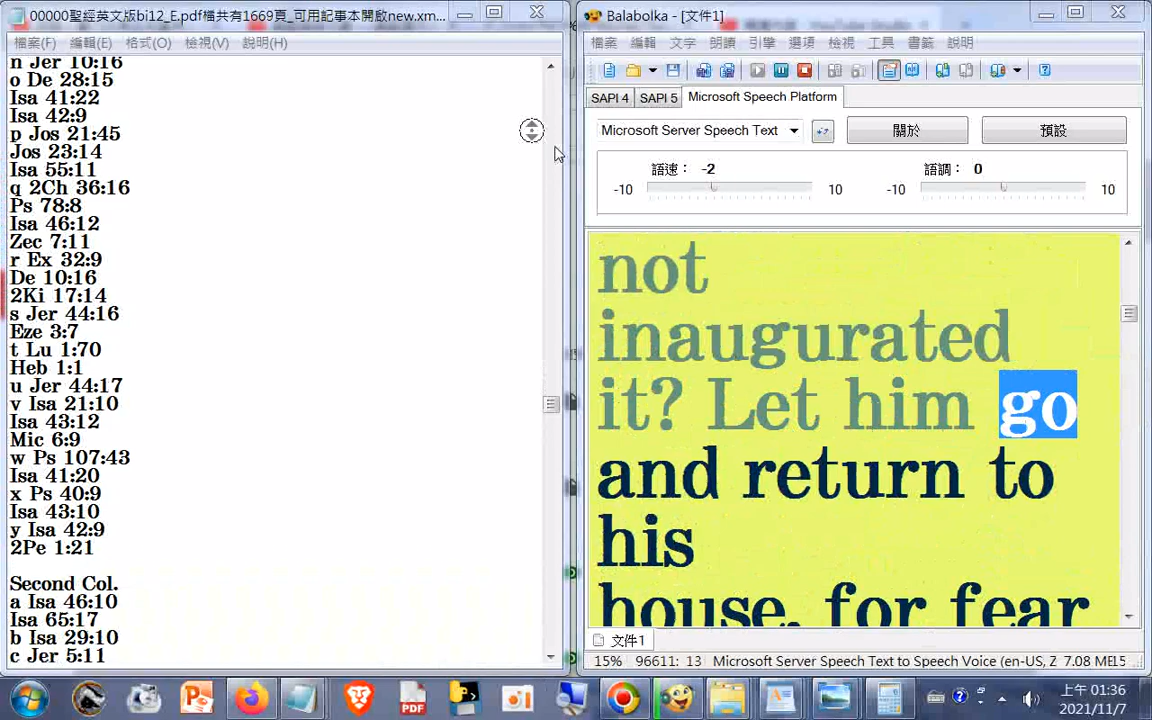 00000聖經英文版bi12_E.pdf檔共有1669頁_可用記事本開啟new.xm...
檔案(F) 編輯(E) 格式(O) 檢視(V) 說明(H)
n Jer 10:16
o De 28:15
Isa 41:22
Isa 42:9
p Jos 21:45
Jos 23:14
Isa 55:11
q 2Ch 36:16
Ps 78:8
Isa 46:12
Zec 7:11
r Ex 32:9
De 10:16
2Ki 17:14
s Jer 44:16
Eze 3:7
t Lu 1:70
Heb 1:1
u Jer 44:17
v Isa 21:10
Isa 43:12
Mic 6:9
w Ps 107:43
Isa 41:20
x Ps 40:9
Isa 43:10
y Isa 42:9
2Pe 1:21
Second Col.
a Isa 46:10
Isa 65:17
b Isa 29:10
c Jer 5:11
Balabolka - [文件1]
檔案 編輯 文字 朗讀 引擎 選項 檢視 工具 書籤 說明
SAPI 4 SAPI 5 Microsoft Speech Platform
Microsoft Server Speech Text 關於 預設
語速： -2 語調： 0
-10 10 -10 10
not
inaugurated
it? Let him go
and return to
his
house, for fear
文件1
15% 96611: 13 Microsoft Server Speech Text to Speech Voice (en-US, Z 7.08 ME15%
PDF
上午 01:36
2021/11/7